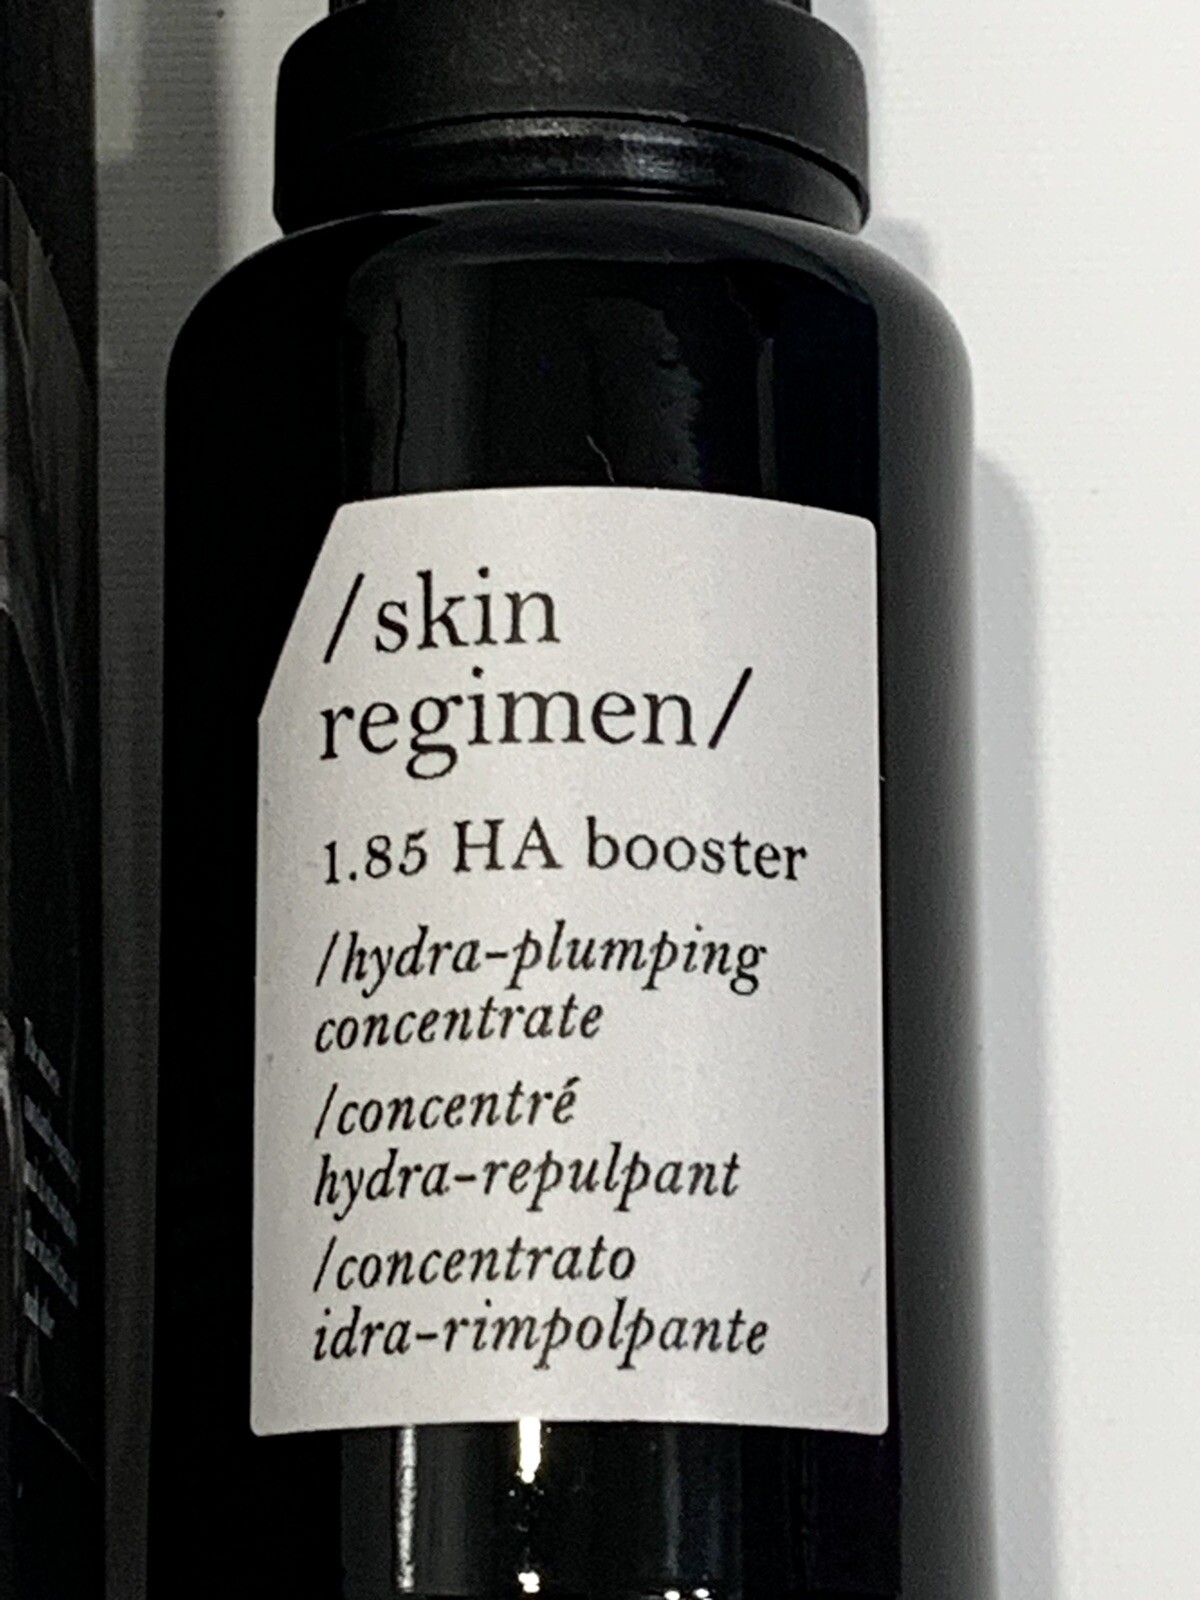 /skin
regimen/
1.85 HA booster
/hydra-plumping
concentrate
/concentré
hydra-repulpant
/concentrato
idra-rimpolpante